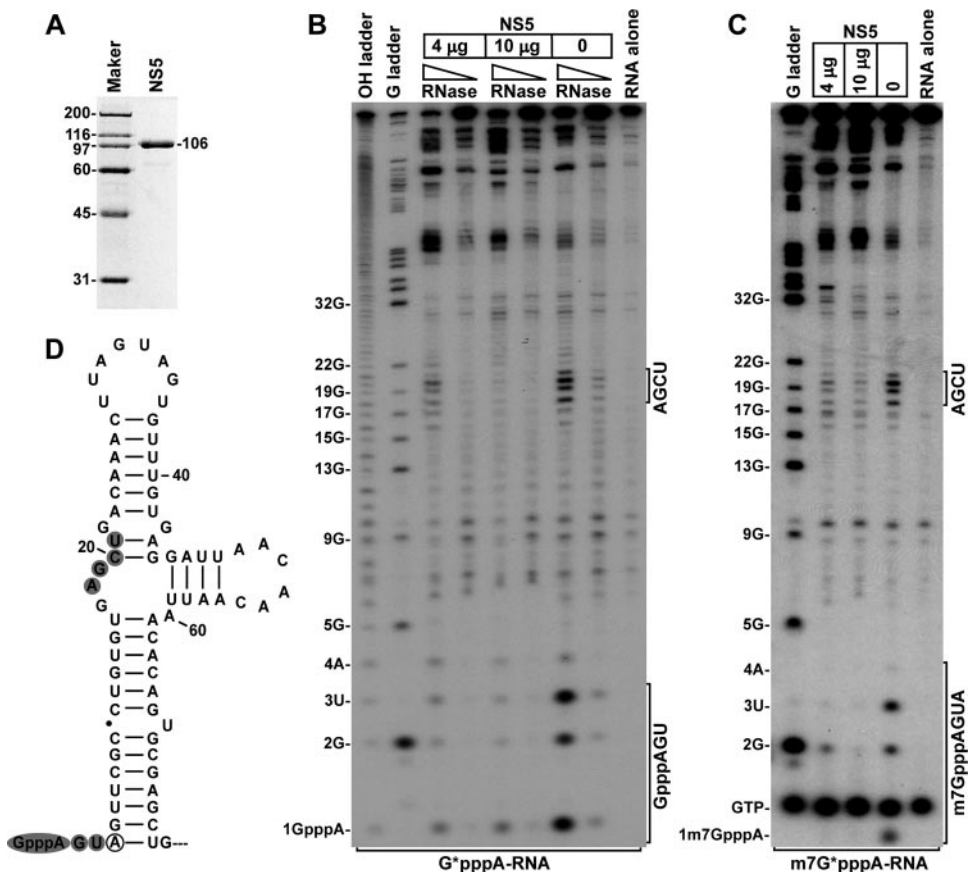 A
Maker
NS5
200-
116-
97-
-106
60-
45-
31-
B
NS5
4 µg
10 µg
0
OH ladder
G ladder
RNase
RNase
RNase
RNA alone
32G-
22G-
19G-
17G-
15G-
13G-
9G-
5G-
4A-
3U-
2G-
1GpppA-
AGCU
GpppAGU
G*pppA-RNA
C
NS5
G ladder
4 µg
10 µg
0
RNA alone
32G-
22G-
19G-
17G-
15G-
13G-
9G-
5G-
4A-
3U-
2G-
GTP-
1m7GpppA-
AGCU
m7GpppAGUA
m7G*pppA-RNA
D
G U
A A
U G
U U
C G
A U
A U
A U 40
C G
A U
G G
U A
20 C G G A U U A A C
G
A
U U A A C A A
G A 60
U A
G C
U A
G C
U A
C G
U
C G
G C
C G
U A
U G
G C
GpppA G U A U G---